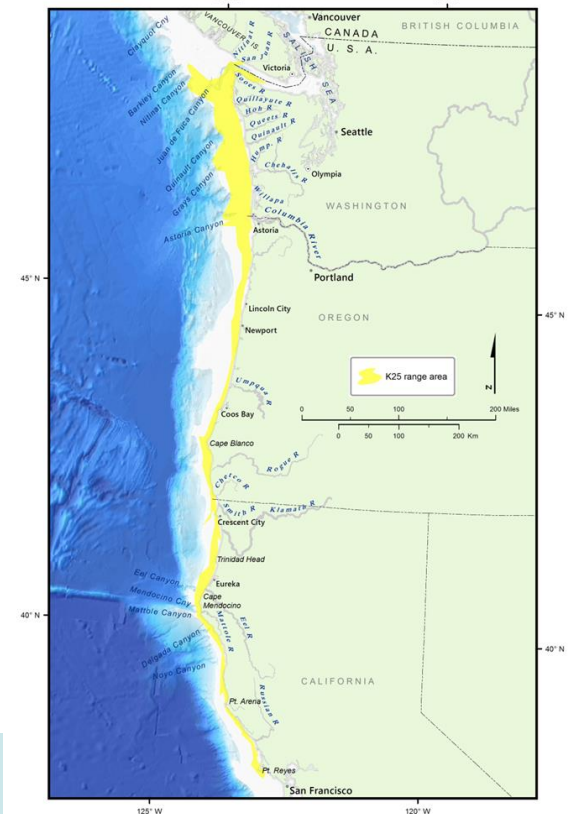 Clayoquot Cny
VANCOUVER IS
Vancouver
BRITISH COLUMBIA
CANADA
U. S. A.
Nitinat R
San Juan R
SALISH SEA
Victoria
Barkley Canyon
Nitinat Canyon
Juan de Fuca Canyon
Sooes R
Quillayute R
Hoh R
Queets R
Quinault R
Hump. R
Seattle
Quinault Canyon
Chehalis R
Olympia
Grays Canyon
Willapa
WASHINGTON
Columbia River
Astoria Canyon
Astoria
Portland
45° N
Lincoln City
Newport
OREGON
45° N
K25 range area
N
0 50 100 200 Miles
0 50 100 200 Km
Umpqua R
Coos Bay
Cape Blanco
Rogue R
Chetco R
Smith R
Klamath R
Crescent City
Trinidad Head
Eel Canyon
Eureka
Mendocino Cny
Cape
Mendocino
Mattole Canyon
40° N
Mattole R
Eel R
Delgada Canyon
40° N
Noyo Canyon
CALIFORNIA
Russian R
Pt. Arena
Pt. Reyes
San Francisco
125° W
120° W